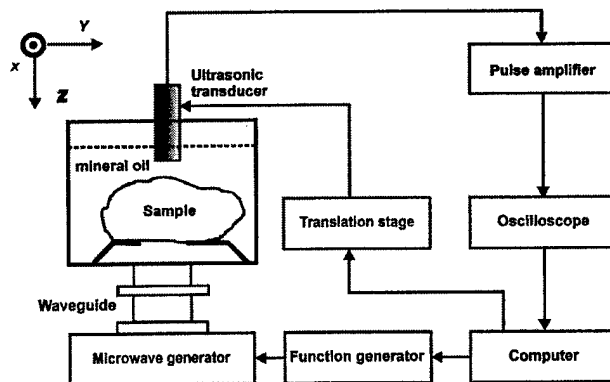 Y
x
Z
Ultrasonic
transducer
Pulse amplifier
mineral oil
Sample
Translation stage
Oscilloscope
Waveguide
Microwave generator
Function generator
Computer